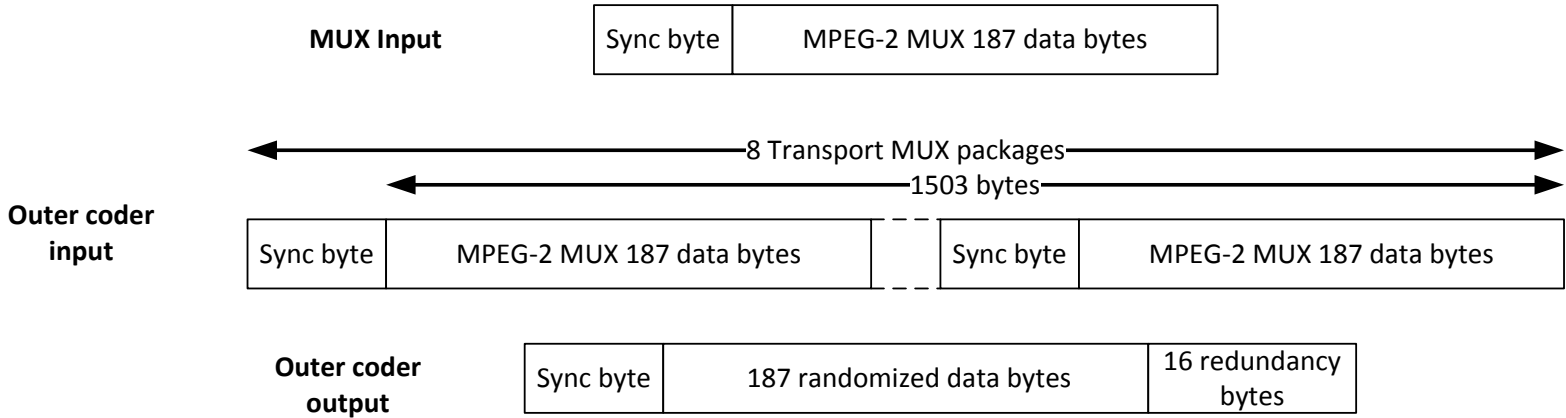 MUX Input
Sync byte
MPEG-2 MUX 187 data bytes
8 Transport MUX packages
1503 bytes
Outer coder
input
Sync byte
MPEG-2 MUX 187 data bytes
Sync byte
MPEG-2 MUX 187 data bytes
Outer coder
output
Sync byte
187 randomized data bytes
16 redundancy
bytes